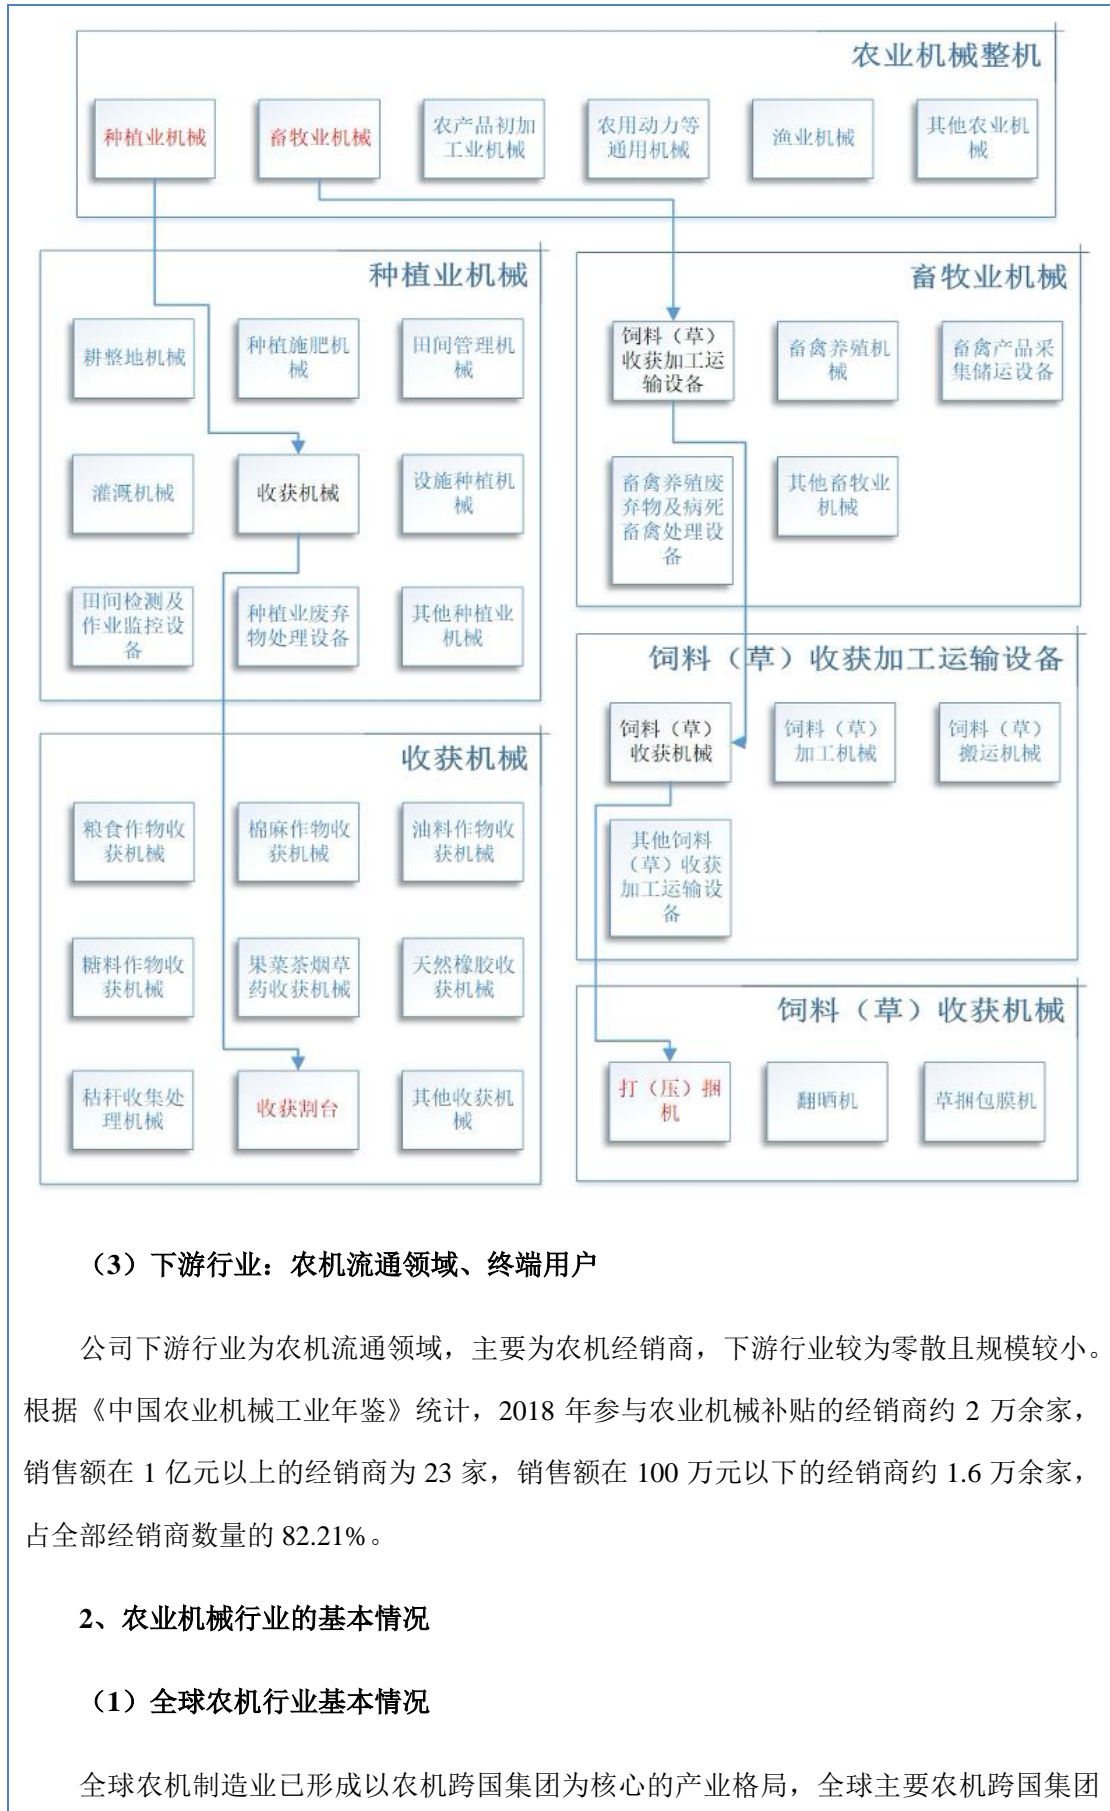 农业机械整机
种植业机械
畜牧业机械
农产品初加
工业机械
农用动力等
通用机械
渔业机械
其他农业机
械
种植业机械
耕整地机械
种植施肥机
械
田间管理机
械
灌溉机械
收获机械
设施种植机
械
田间检测及
作业监控设
备
种植业废弃
物处理设备
其他种植业
机械
畜牧业机械
饲料（草）
收获加工运
输设备
畜禽养殖机
械
畜禽产品采
集储运设备
畜禽养殖废
弃物及病死
畜禽处理设
备
其他畜牧业
机械
收获机械
粮食作物收
获机械
棉麻作物收
获机械
油料作物收
获机械
糖料作物收
获机械
果菜茶烟草
药收获机械
天然橡胶收
获机械
秸秆收集处
理机械
收获割台
其他收获机
械
饲料（草）收获加工运输设备
饲料（草）
收获机械
饲料（草）
加工机械
饲料（草）
搬运机械
其他饲料
（草）收获
加工运输设
备
饲料（草）收获机械
打（压）捆
机
翻晒机
草捆包膜机
（3）下游行业：农机流通领域、终端用户
公司下游行业为农机流通领域，主要为农机经销商，下游行业较为零散且规模较小。
根据《中国农业机械工业年鉴》统计，2018 年参与农业机械补贴的经销商约 2 万余家，
销售额在 1 亿元以上的经销商为 23 家，销售额在 100 万元以下的经销商约 1.6 万余家，
占全部经销商数量的 82.21%。
2、农业机械行业的基本情况
（1）全球农机行业基本情况
全球农机制造业已形成以农机跨国集团为核心的产业格局，全球主要农机跨国集团